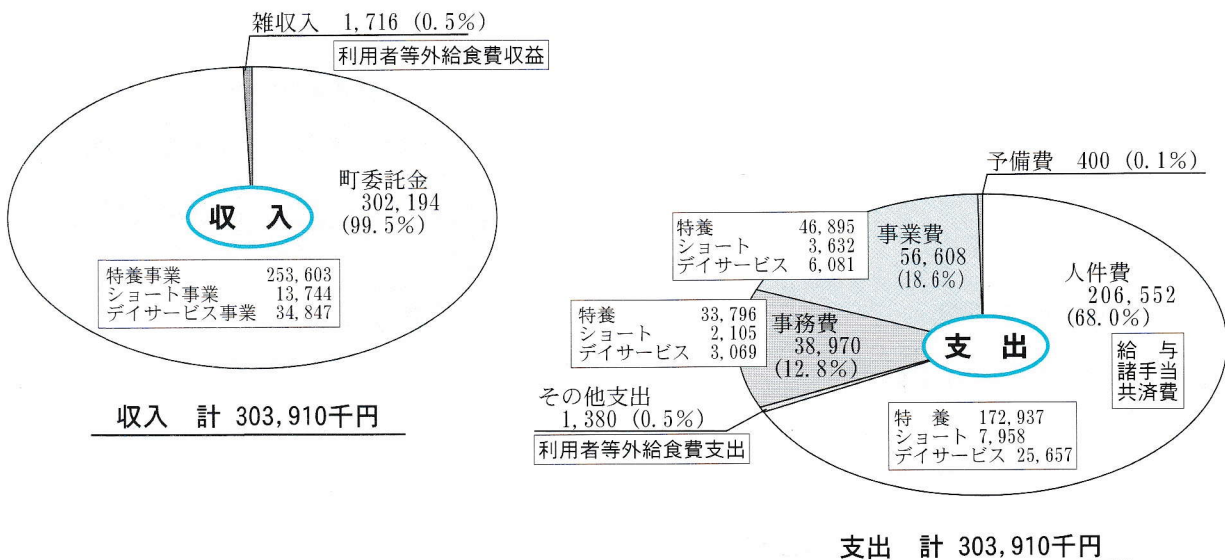 雑収入 1,716 (0.5%)
利用者等外給食費収益
町委託金
302,194
(99.5%)
収 入
特養事業 253,603
ショート事業 13,744
デイサービス事業 34,847
収入 計 303,910千円
予備費 400 (0.1%)
特養 46,895
ショート 3,632
デイサービス 6,081
事業費
56,608
(18.6%)
人件費
206,552
(68.0%)
給 与
諸手当
共済費
特養 33,796
ショート 2,105
デイサービス 3,069
事務費
38,970
(12.8%)
支 出
その他支出
1,380 (0.5%)
利用者等外給食費支出
特 養 172,937
ショート 7,958
デイサービス 25,657
支出 計 303,910千円